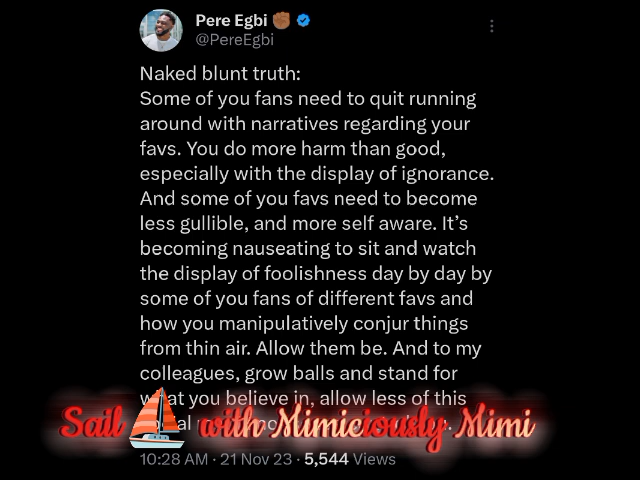 Pere Egbi
@PereEgbi
Naked blunt truth:
Some of you fans need to quit running
around with narratives regarding your
favs. You do more harm than good,
especially with the display of ignorance.
And some of you favs need to become
less gullible, and more self aware. It’s
becoming nauseating to sit and watch
the display of foolishness day by day by
some of you fans of different favs and
how you manipulatively conjur things
from thin air. Allow them be. And to my
colleagues, grow balls and stand for
what you believe in, allow less of this
Sail with Mimiciously Mimi
10:28 AM · 21 Nov 23 · 5,544 Views